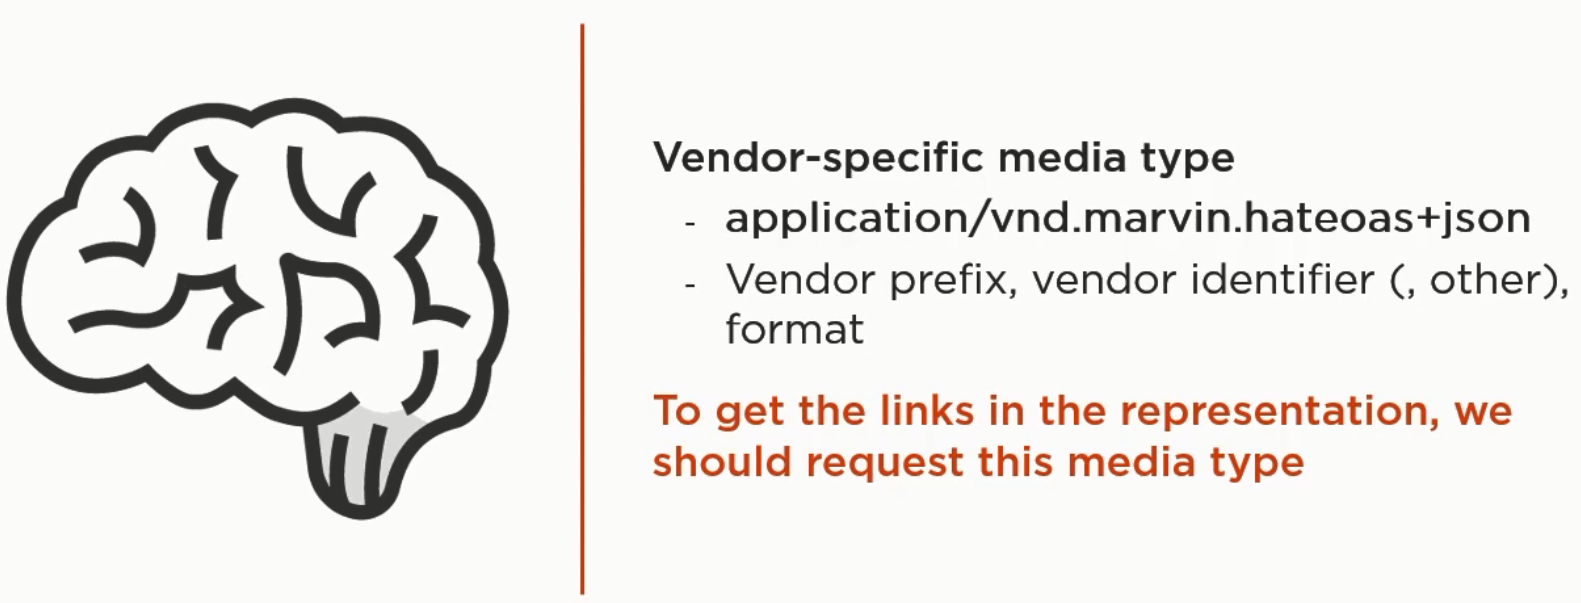 Vendor-specific media type
- application/vnd.marvin.hateoas+json
- Vendor prefix, vendor identifier (, other),
format
To get the links in the representation, we
should request this media type